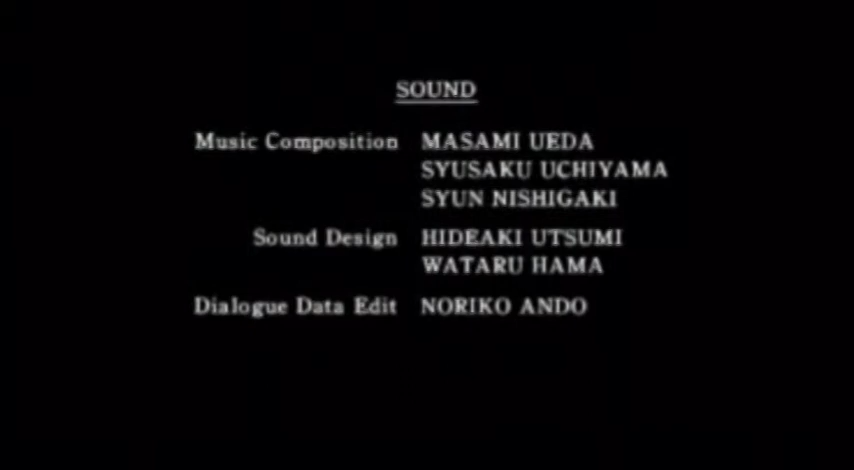 SOUND
Music Composition MASAMI UEDA
SYUSAKU UCHIYAMA
SYUN NISHIGAKI
Sound Design HIDEAKI UTSUMI
WATARU HAMA
Dialogue Data Edit NORIKO ANDO